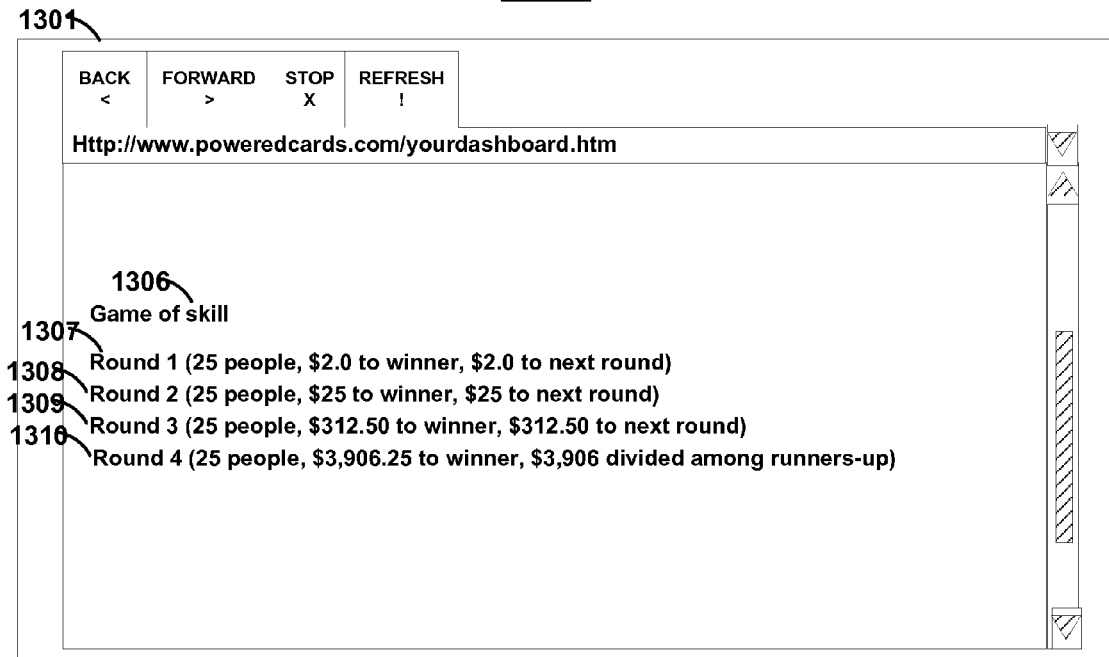 1301
BACK FORWARD STOP REFRESH
< > X !
Http://www.poweredcards.com/yourdashboard.htm
1306
Game of skill
1307
Round 1 (25 people, $2.0 to winner, $2.0 to next round)
1308
Round 2 (25 people, $25 to winner, $25 to next round)
1309
Round 3 (25 people, $312.50 to winner, $312.50 to next round)
1310
Round 4 (25 people, $3,906.25 to winner, $3,906 divided among runners-up)